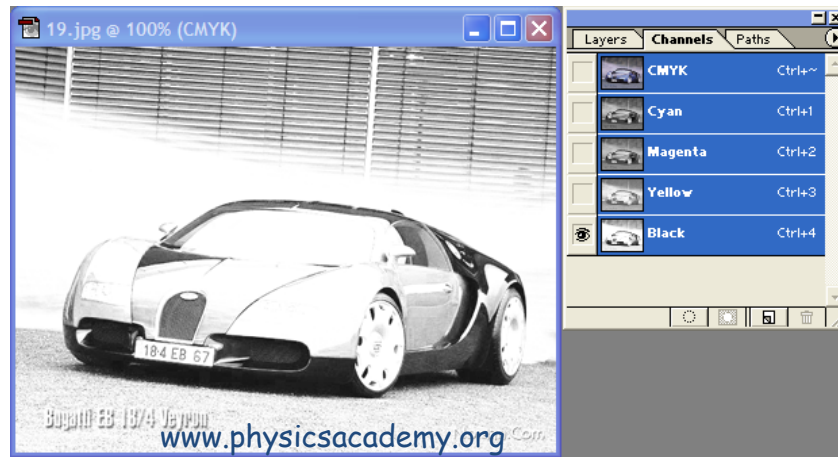 19.jpg @ 100% (CMYK)
Layers Channels Paths
CMYK Ctrl+~
Cyan Ctrl+1
Magenta Ctrl+2
Yellow Ctrl+3
Black Ctrl+4
18·4 EB 67
Bugatti EB 18/4 Veyron
www.physicsacademy.org
.Com